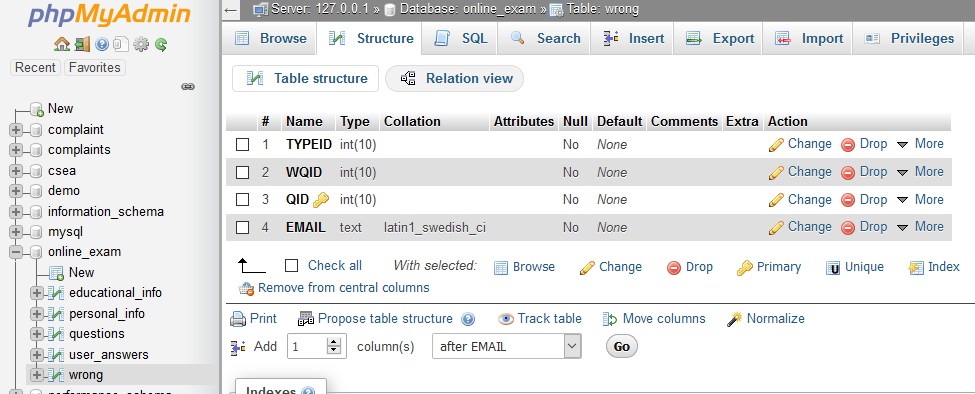 phpMyAdmin
Recent Favorites
New
complaint
complaints
csea
demo
information_schema
mysql
online_exam
New
educational_info
personal_info
questions
user_answers
wrong
Server: 127.0.0.1 » Database: online_exam » Table: wrong
Browse Structure SQL Search Insert Export Import Privileges
Table structure Relation view
# Name Type Collation Attributes Null Default Comments Extra Action
1 TYPEID int(10) No None Change Drop More
2 WQID int(10) No None Change Drop More
3 QID int(10) No None Change Drop More
4 EMAIL text latin1_swedish_ci No None Change Drop More
Check all With selected: Browse Change Drop Primary Unique Index
Remove from central columns
Print Propose table structure Track table Move columns Normalize
Add 1 column(s) after EMAIL Go
Indexes